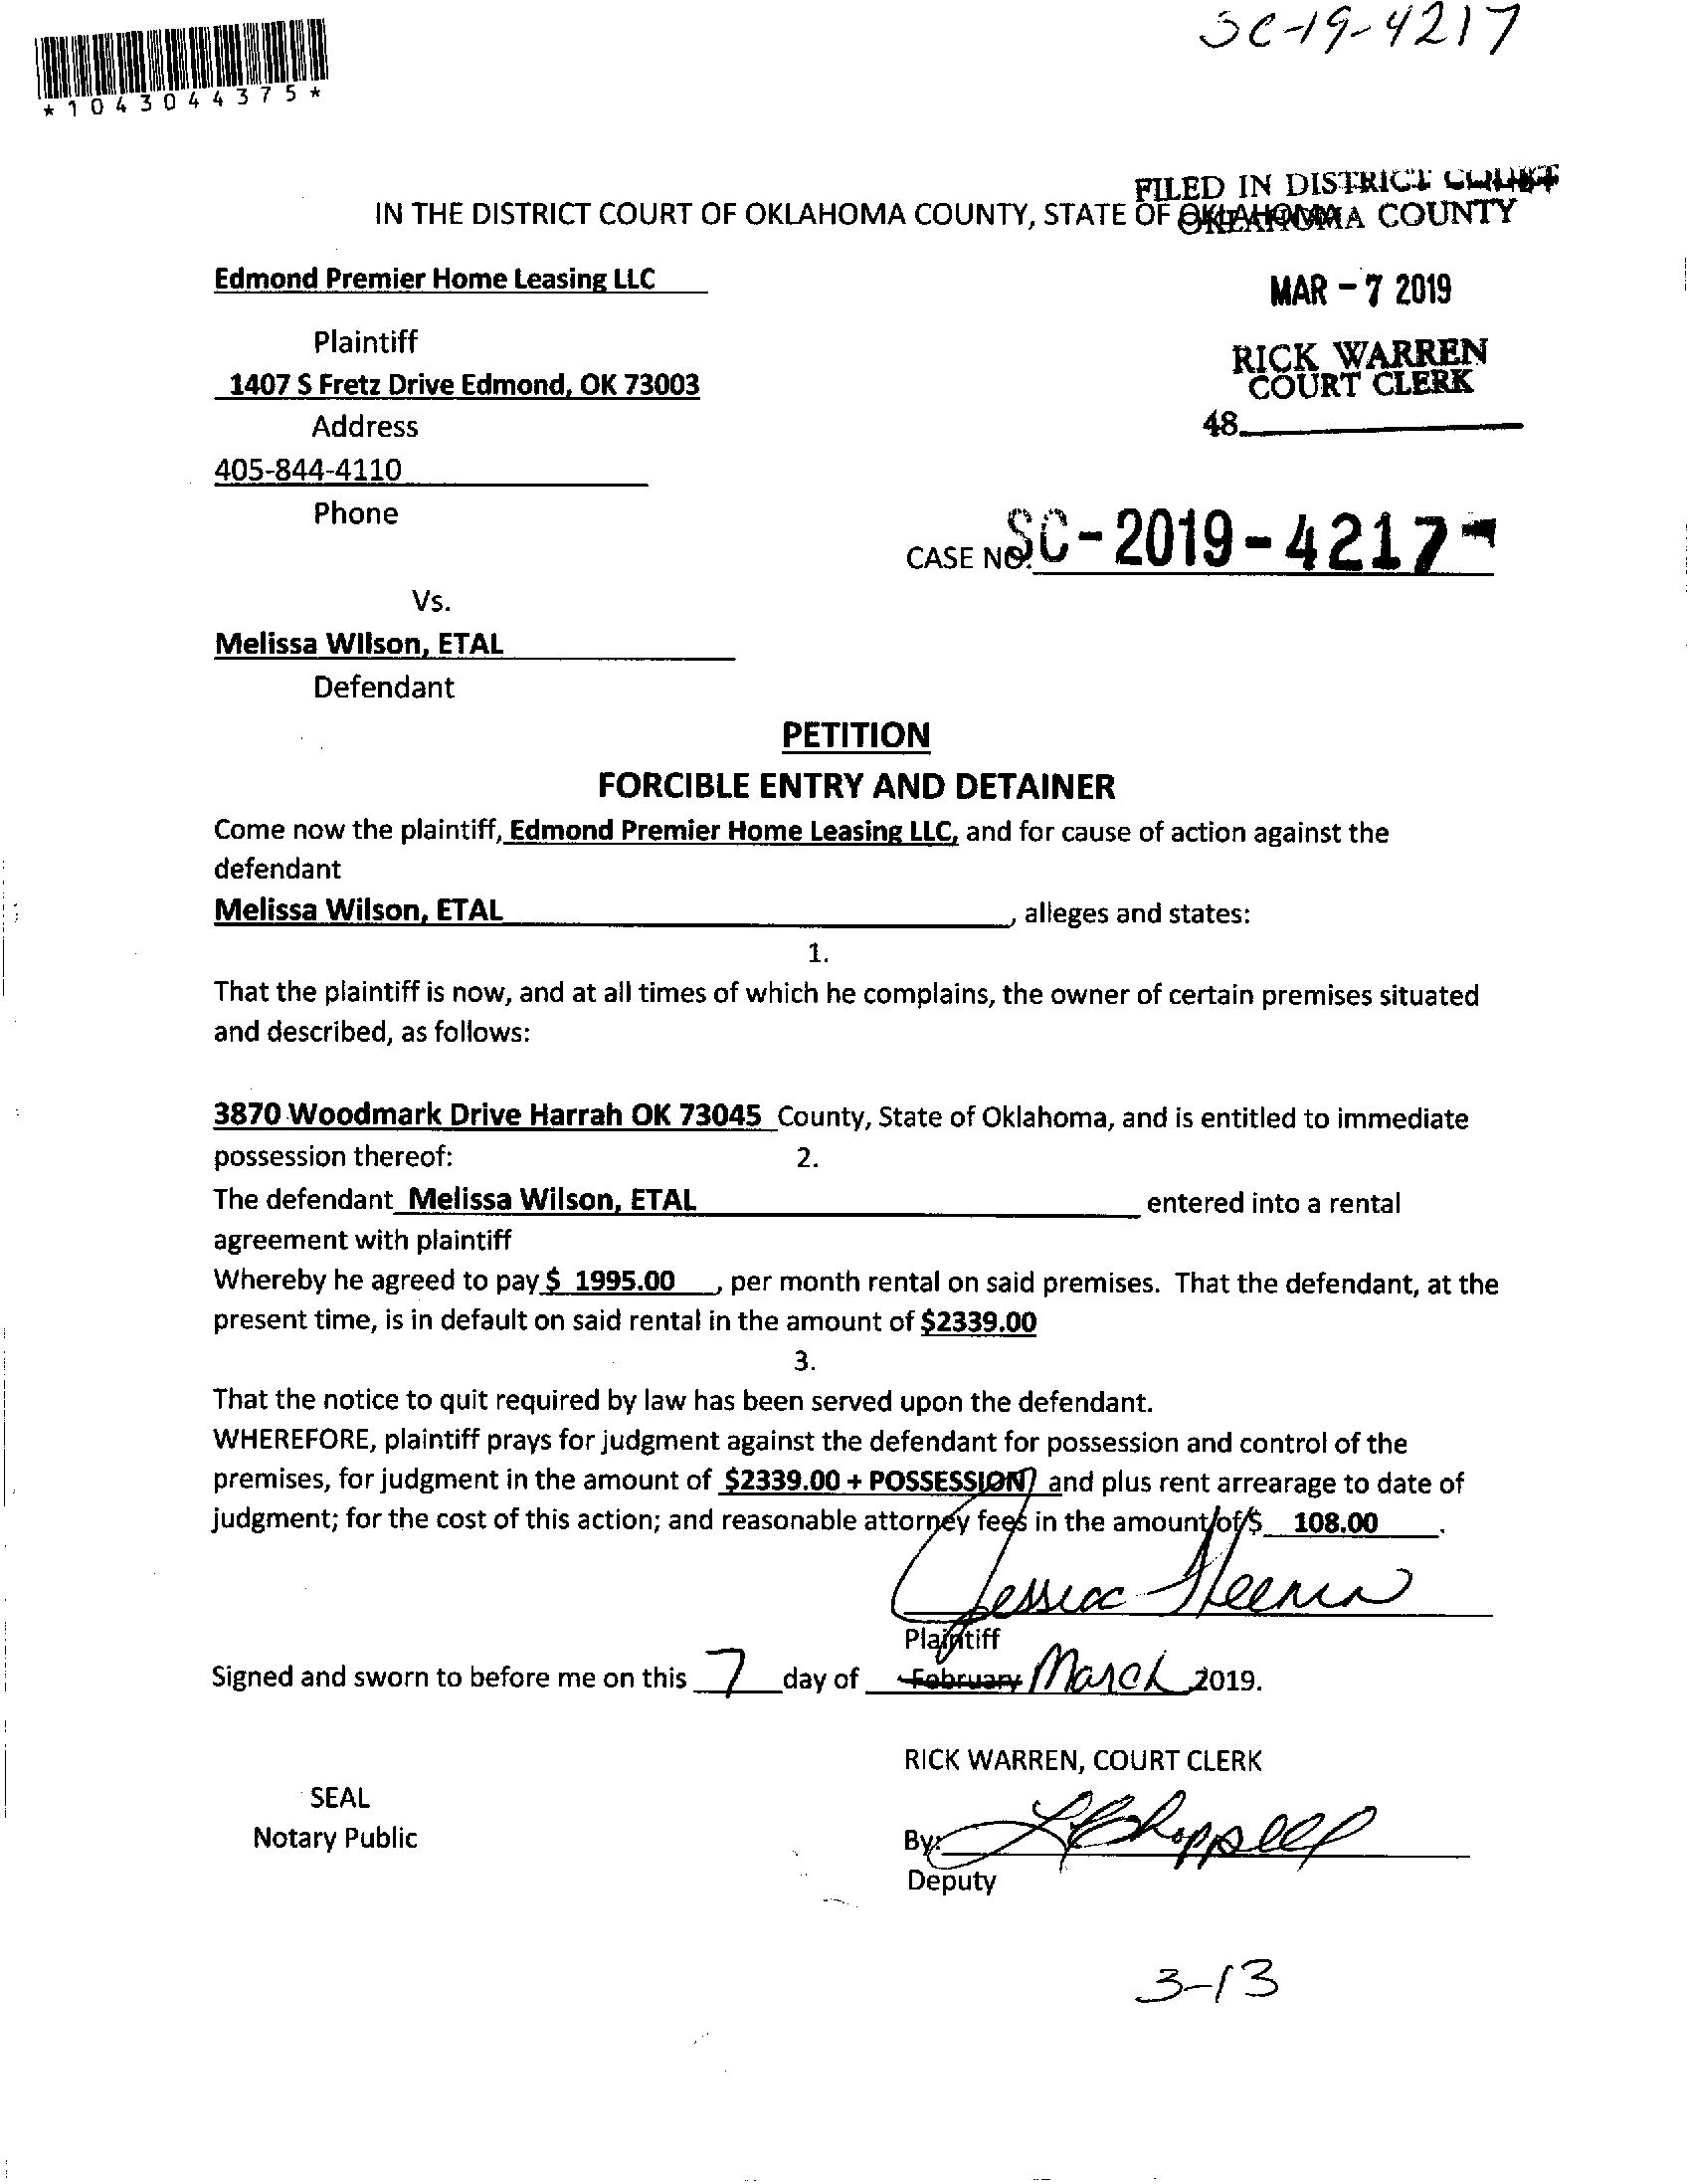 SC-19-4217
*1043044375*
FILED IN DISTRICT COURT
IN THE DISTRICT COURT OF OKLAHOMA COUNTY, STATE OF OKLAHOMA
OKLAHOMA COUNTY
Edmond Premier Home Leasing LLC
MAR - 7 2019
Plaintiff
RICK WARREN
COURT CLERK
1407 S Fretz Drive Edmond, OK 73003
Address
48
405-844-4110
Phone
CASE NO. SC-2019-4217
Vs.
Melissa WIlson, ETAL
Defendant
PETITION
FORCIBLE ENTRY AND DETAINER
Come now the plaintiff, Edmond Premier Home Leasing LLC, and for cause of action against the
defendant
Melissa Wilson, ETAL, alleges and states:
1.
That the plaintiff is now, and at all times of which he complains, the owner of certain premises situated
and described, as follows:
3870 Woodmark Drive Harrah OK 73045 County, State of Oklahoma, and is entitled to immediate
possession thereof: 2.
The defendant Melissa Wilson, ETAL entered into a rental
agreement with plaintiff
Whereby he agreed to pay $ 1995.00, per month rental on said premises. That the defendant, at the
present time, is in default on said rental in the amount of $2339.00
3.
That the notice to quit required by law has been served upon the defendant.
WHEREFORE, plaintiff prays for judgment against the defendant for possession and control of the
premises, for judgment in the amount of $2339.00 + POSSESSION, and plus rent arrearage to date of
judgment; for the cost of this action; and reasonable attorney fees in the amount of $ 108.00.
Jessica
Plaintiff
Signed and sworn to before me on this 7 day of February March 2019.
RICK WARREN, COURT CLERK
SEAL
Notary Public
By:
Deputy
3-13